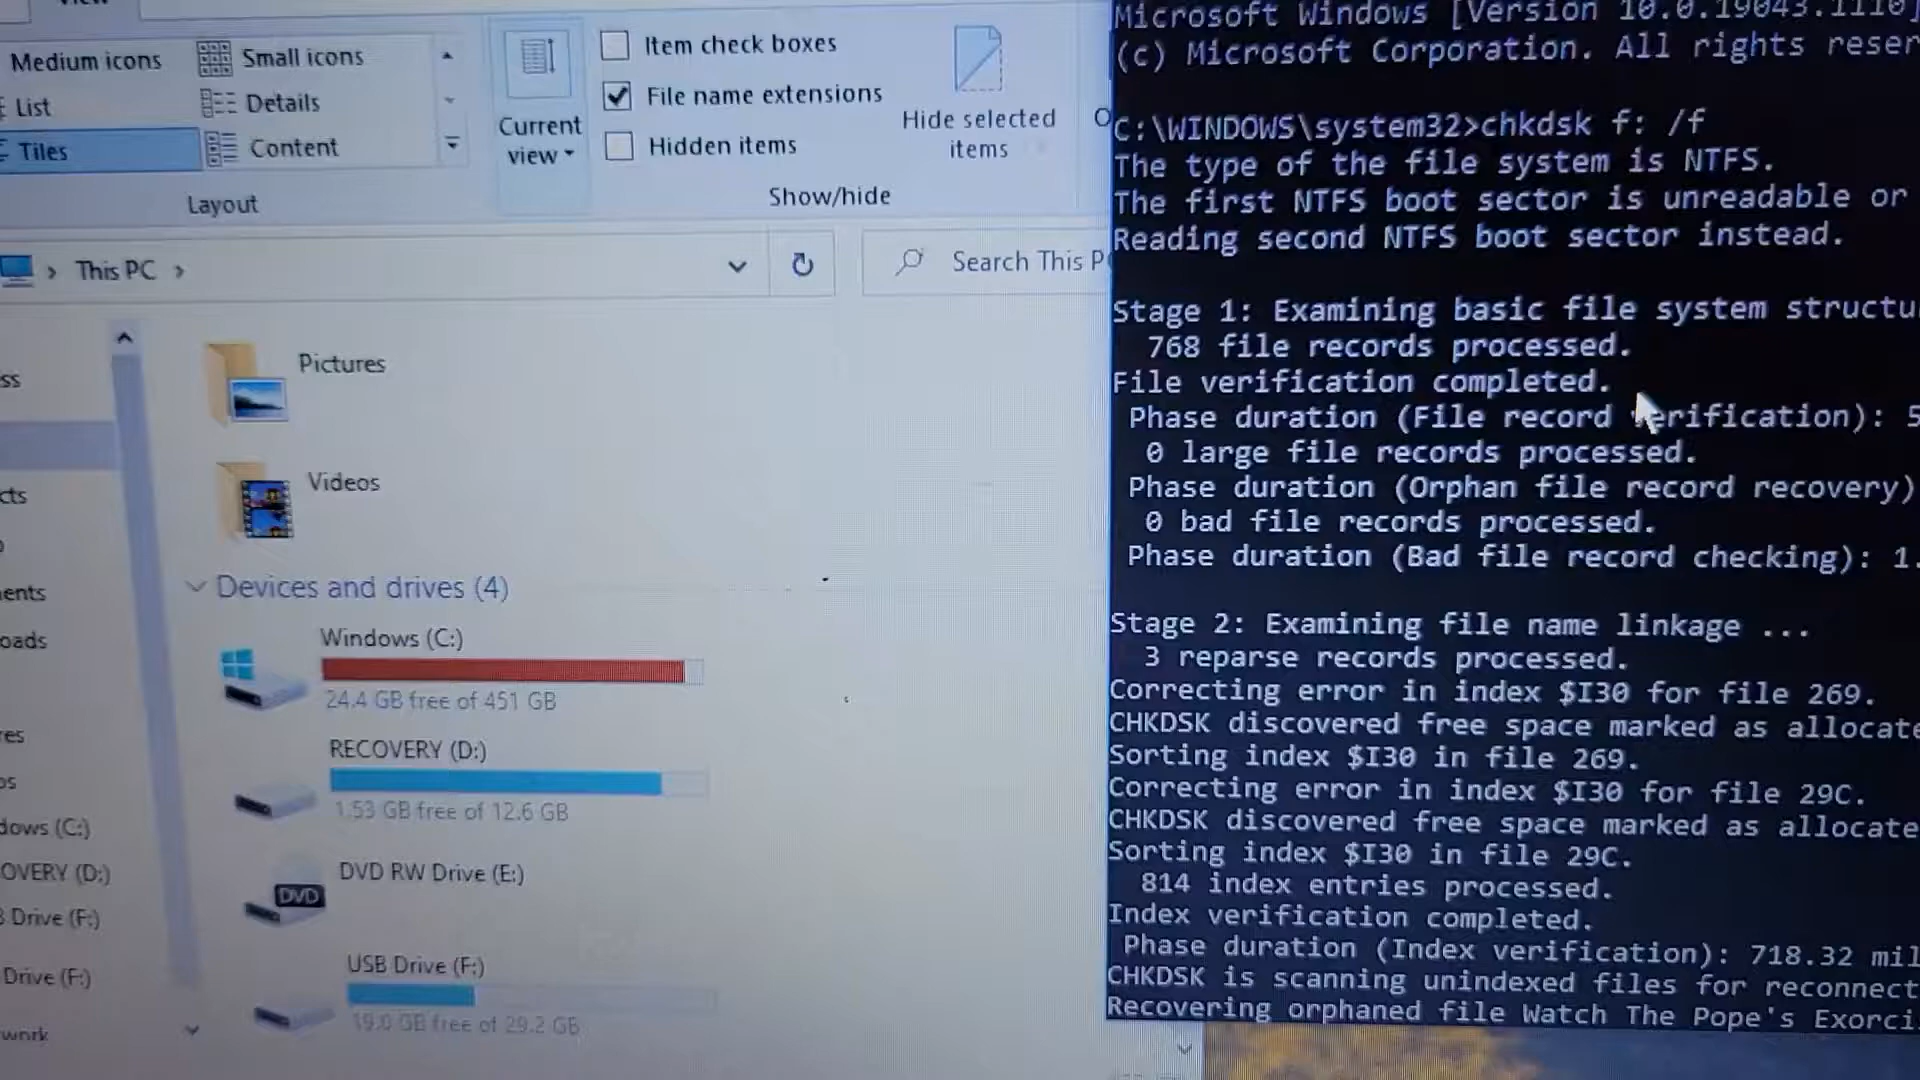 View
Medium icons
Small icons
List
Details
Tiles
Content
Layout
Current
view
Item check boxes
File name extensions
Hidden items
Show/hide
Hide selected
items
This PC
Search This P
Pictures
Videos
Devices and drives (4)
Windows (C:)
24.4 GB free of 451 GB
RECOVERY (D:)
1.53 GB free of 12.6 GB
DVD RW Drive (E:)
DVD
USB Drive (F:)
19.0 GB free of 29.2 GB
ss
cts
ents
oads
res
os
dows (C:)
OVERY (D:)
B Drive (F:)
Drive (F:)
work
Microsoft Windows [Version 10.0.19043.1110]
(c) Microsoft Corporation. All rights reser
C:\WINDOWS\system32>chkdsk f: /f
The type of the file system is NTFS.
The first NTFS boot sector is unreadable or
Reading second NTFS boot sector instead.
Stage 1: Examining basic file system structu
768 file records processed.
File verification completed.
Phase duration (File record verification): 5
0 large file records processed.
Phase duration (Orphan file record recovery)
0 bad file records processed.
Phase duration (Bad file record checking): 1.
Stage 2: Examining file name linkage ...
3 reparse records processed.
Correcting error in index $I30 for file 269.
CHKDSK discovered free space marked as allocate
Sorting index $I30 in file 269.
Correcting error in index $I30 for file 29C.
CHKDSK discovered free space marked as allocate
Sorting index $I30 in file 29C.
814 index entries processed.
Index verification completed.
Phase duration (Index verification): 718.32 mil
CHKDSK is scanning unindexed files for reconnect
Recovering orphaned file Watch The Pope's Exorci